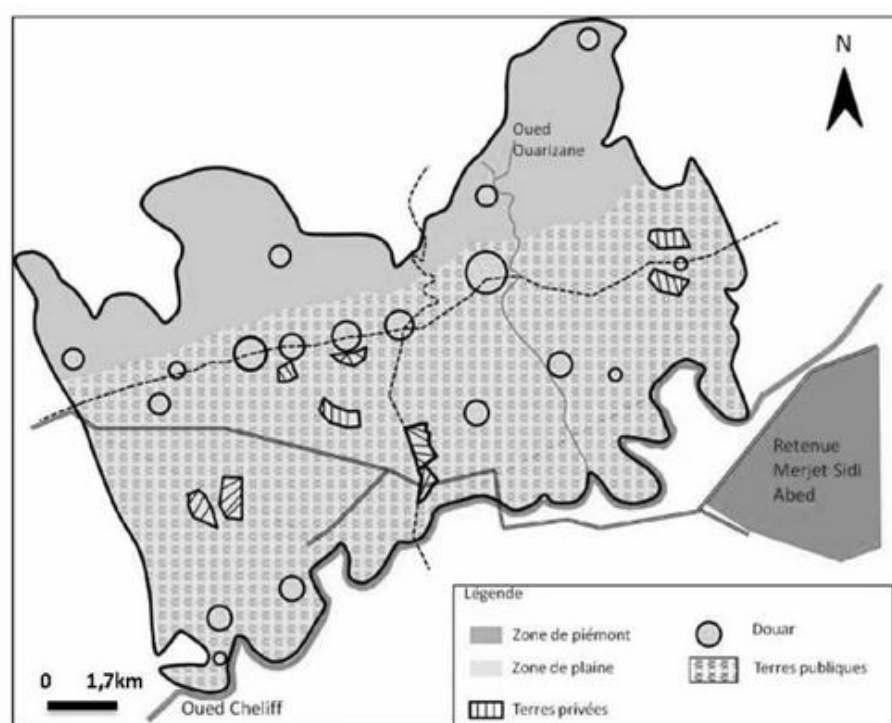 N
Oued
Ouarizane
Retenue
Merjet Sidi
Abed
Légende
Zone de piémont
Douar
Zone de plaine
Terres publiques
Terres privées
0 1,7km
Oued Cheliff